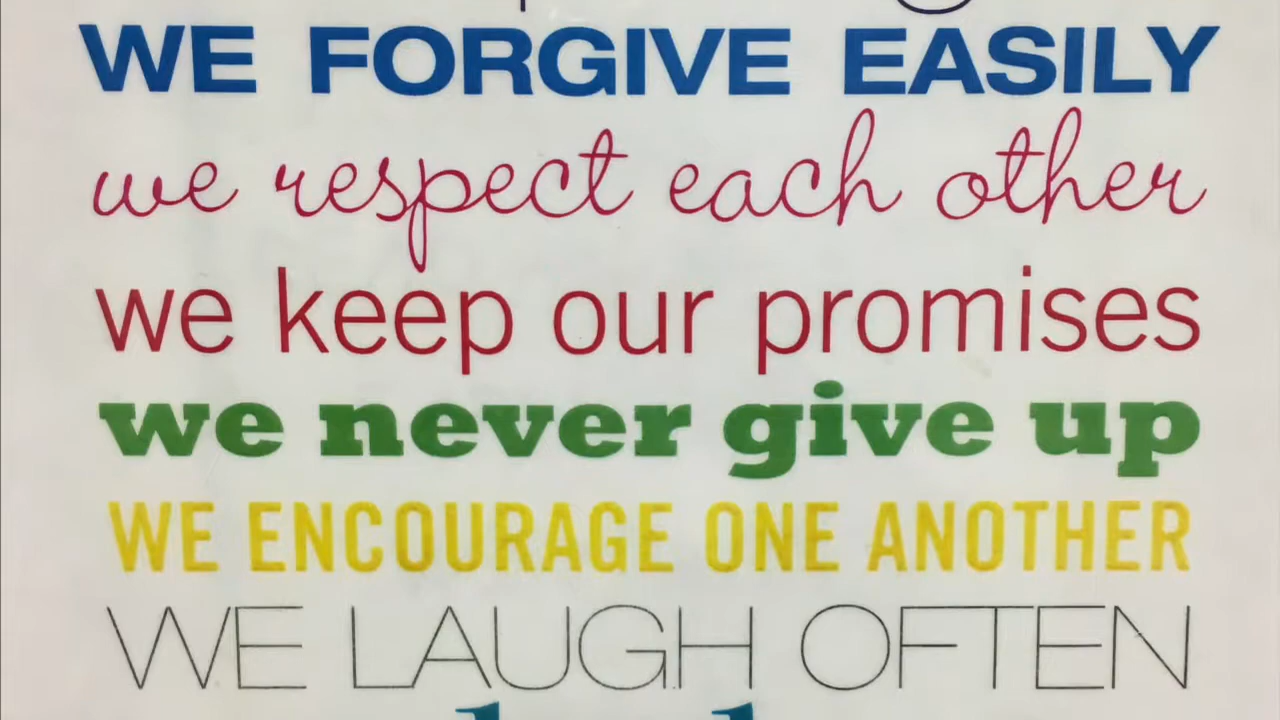 WE FORGIVE EASILY
we respect each other
we keep our promises
we never give up
WE ENCOURAGE ONE ANOTHER
WE LAUGH OFTEN